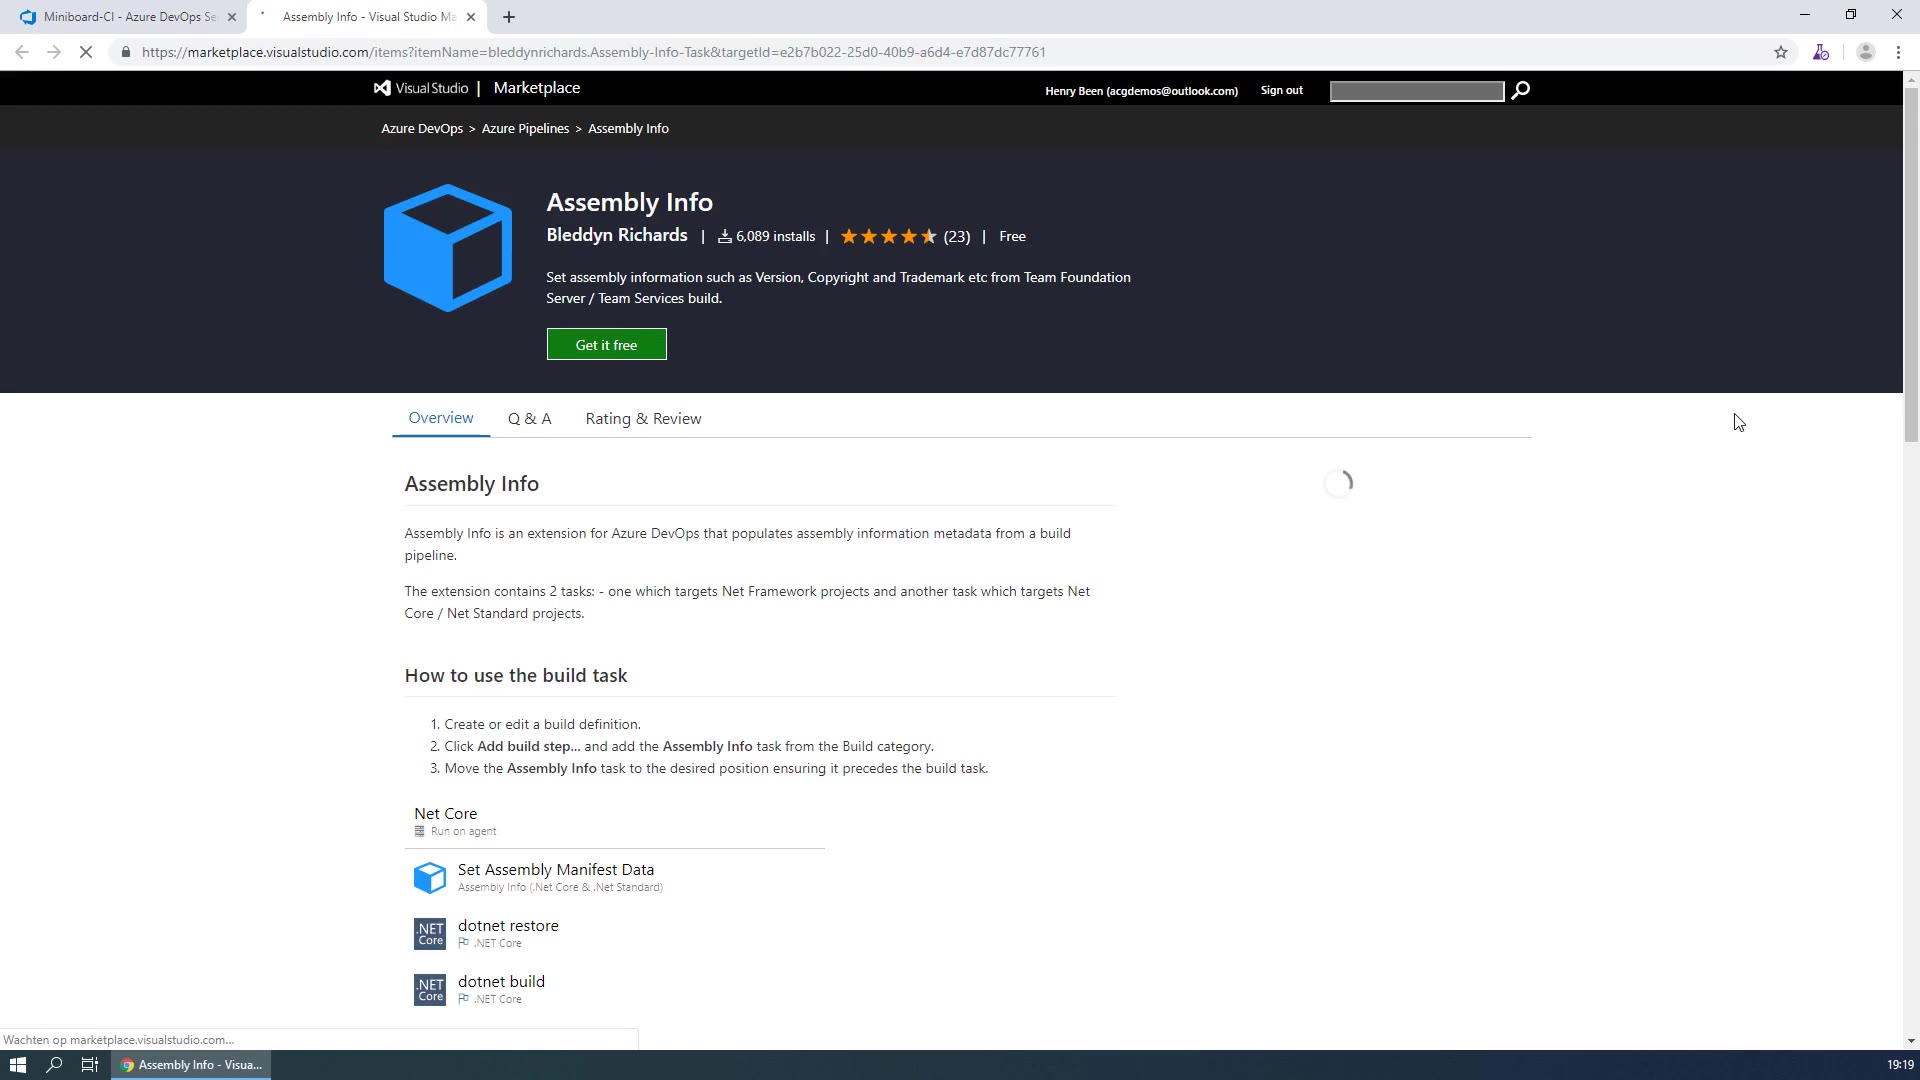 Miniboard-CI - Azure DevOps Se
Assembly Info - Visual Studio Ma
https://marketplace.visualstudio.com/items?itemName=bleddynrichards.Assembly-Info-Task&targetId=e2b7b022-25d0-40b9-a6d4-e7d87dc77761
Visual Studio | Marketplace
Henry Been (acgdemos@outlook.com) Sign out
Azure DevOps > Azure Pipelines > Assembly Info
Assembly Info
Bleddyn Richards | 6,089 installs | (23) | Free
Set assembly information such as Version, Copyright and Trademark etc from Team Foundation
Server / Team Services build.
Get it free
Overview Q & A Rating & Review
Assembly Info
Assembly Info is an extension for Azure DevOps that populates assembly information metadata from a build
pipeline.
The extension contains 2 tasks: - one which targets Net Framework projects and another task which targets Net
Core / Net Standard projects.
How to use the build task
1. Create or edit a build definition.
2. Click Add build step... and add the Assembly Info task from the Build category.
3. Move the Assembly Info task to the desired position ensuring it precedes the build task.
Net Core
Run on agent
Set Assembly Manifest Data
Assembly Info (.Net Core & .Net Standard)
.NET
Core
dotnet restore
.NET Core
.NET
Core
dotnet build
.NET Core
Wachten op marketplace.visualstudio.com...
Assembly Info - Visua...
19:19